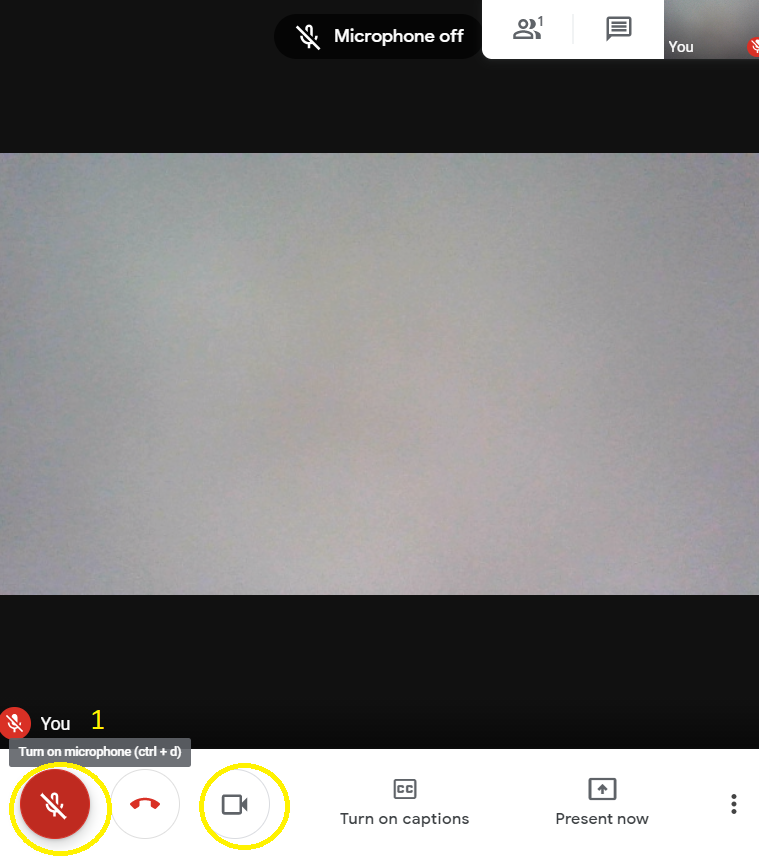 Microphone off
1
You
You 1
Turn on microphone (ctrl + d)
CC
Turn on captions
Present now